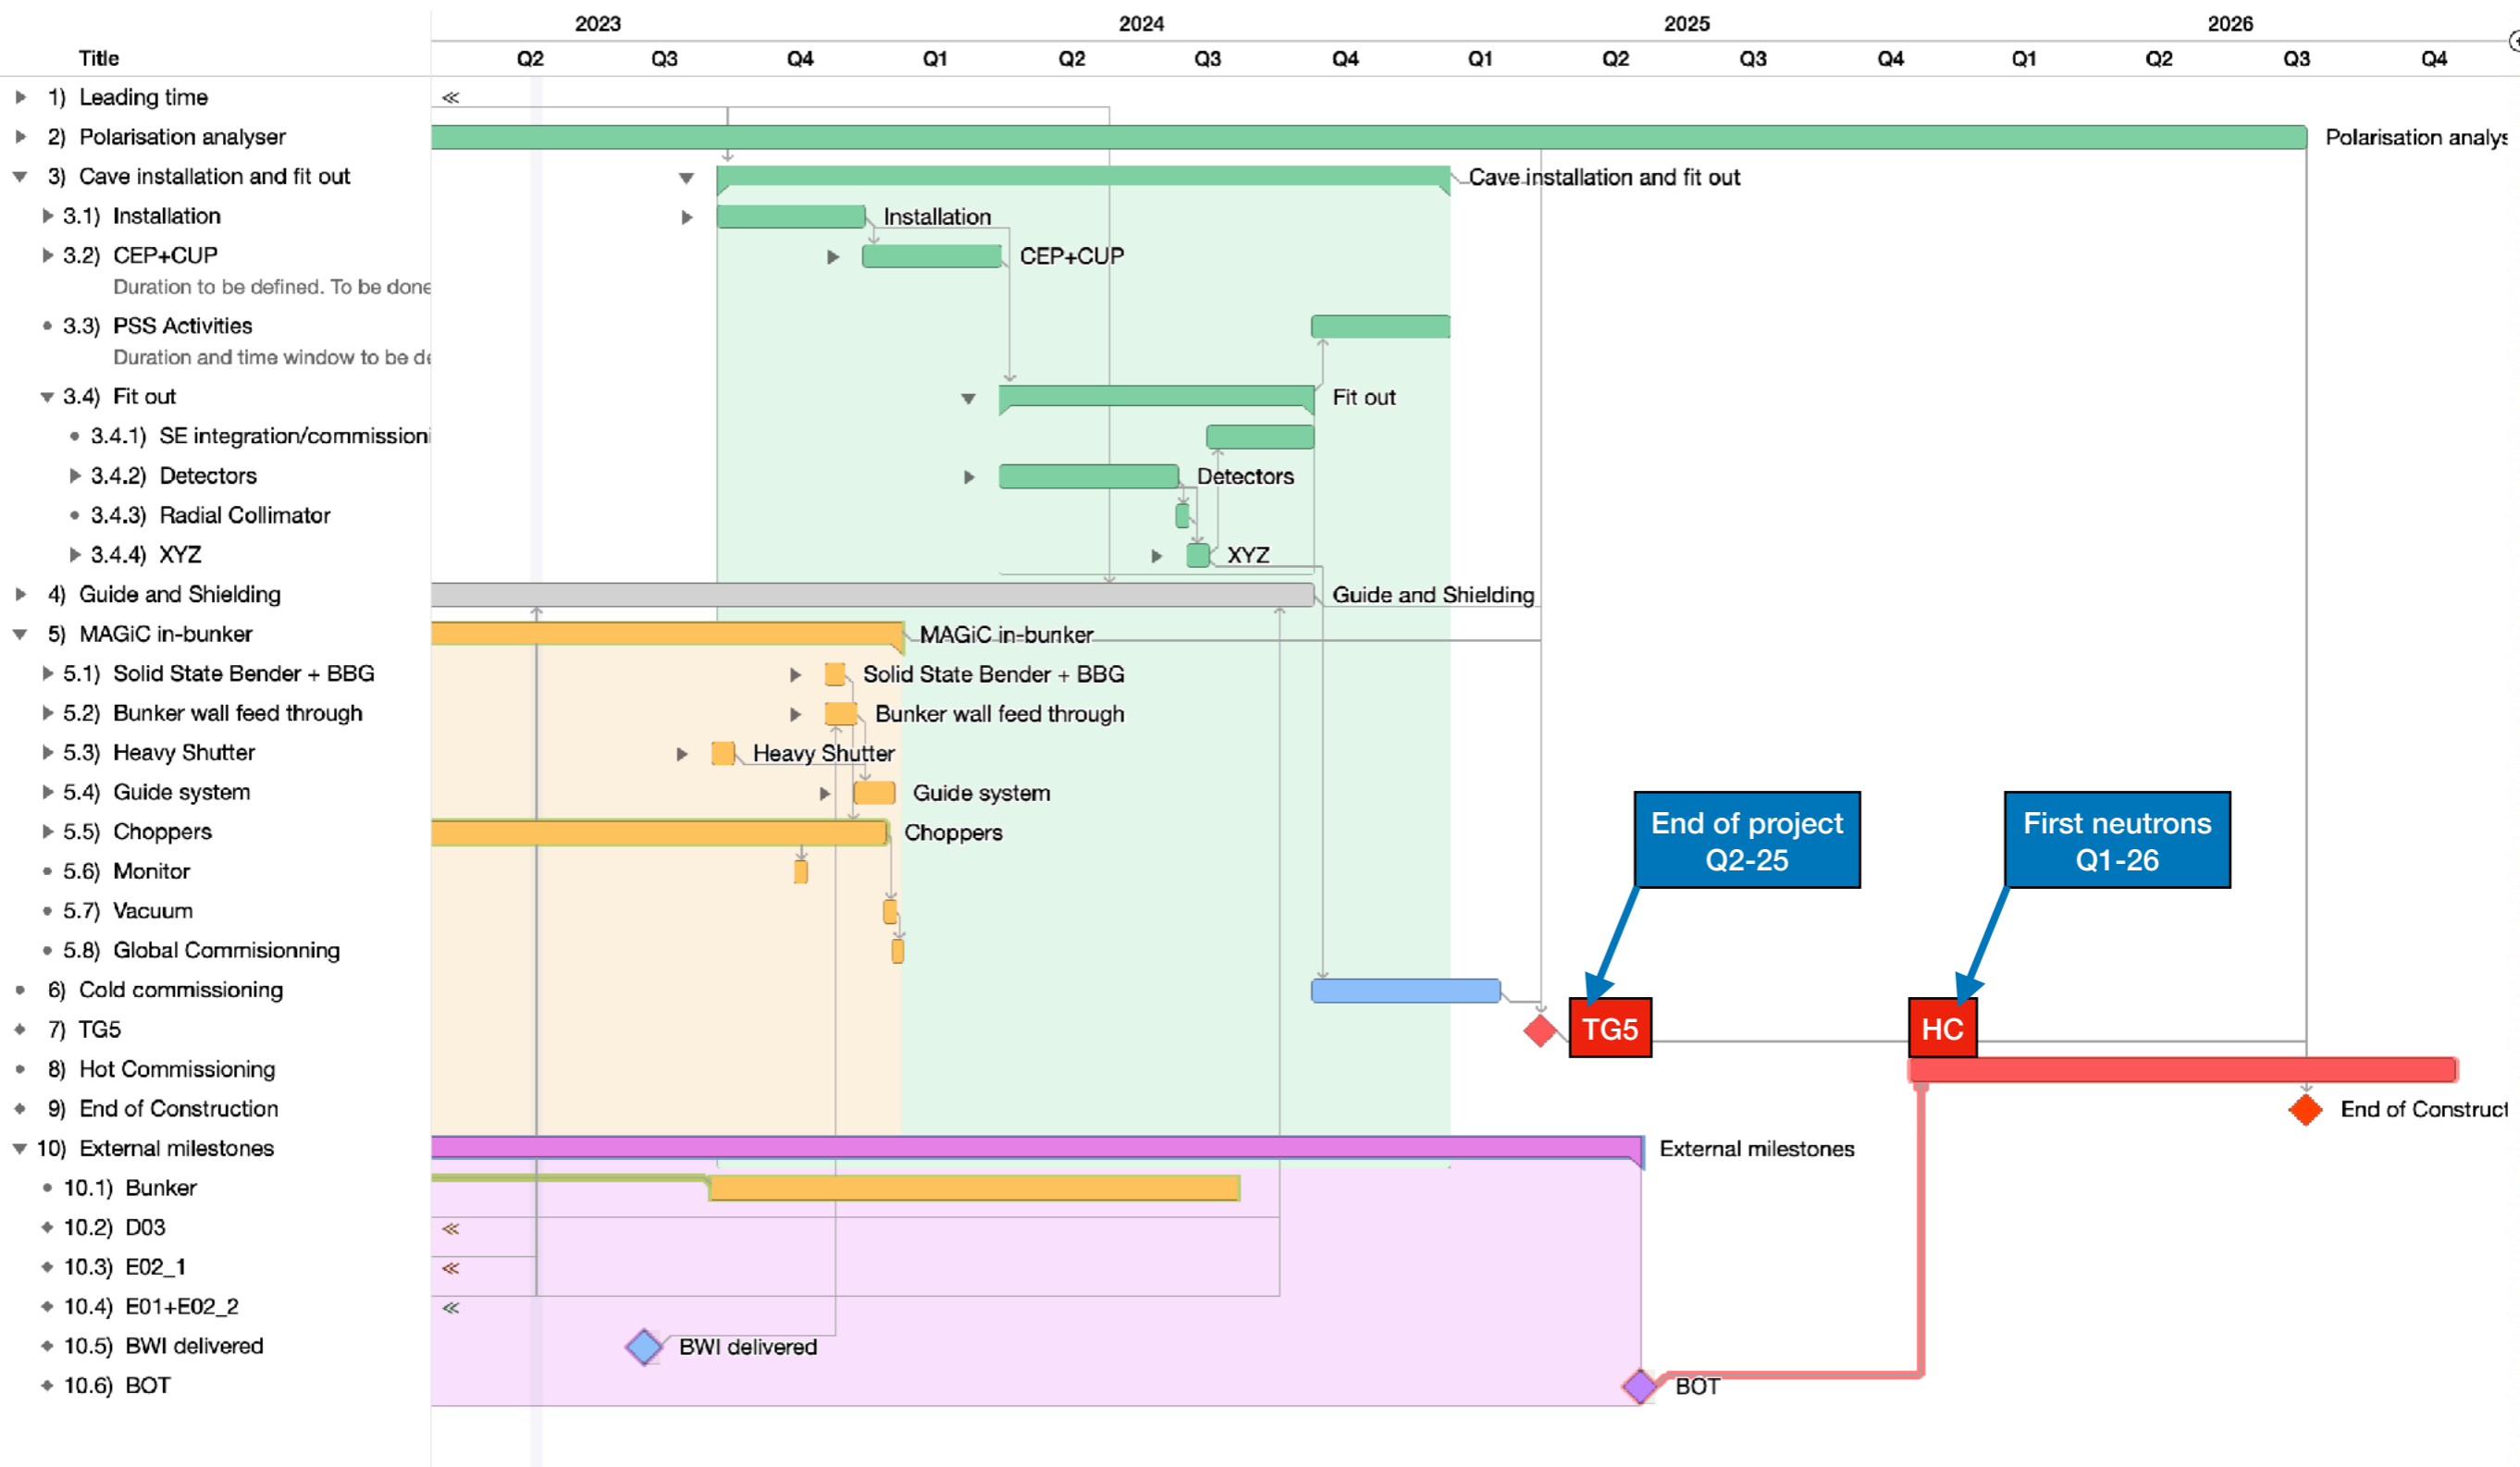 2023 2024 2025 2026
Title Q2 Q3 Q4 Q1 Q2 Q3 Q4 Q1 Q2 Q3 Q4 Q1 Q2 Q3 Q4
1) Leading time
2) Polarisation analyser Polarisation analys
3) Cave installation and fit out Cave installation and fit out
3.1) Installation Installation
3.2) CEP+CUP CEP+CUP
Duration to be defined. To be done
3.3) PSS Activities
Duration and time window to be de
3.4) Fit out Fit out
3.4.1) SE integration/commissioni
3.4.2) Detectors Detectors
3.4.3) Radial Collimator
3.4.4) XYZ XYZ
4) Guide and Shielding Guide and Shielding
5) MAGiC in-bunker MAGiC in-bunker
5.1) Solid State Bender + BBG Solid State Bender + BBG
5.2) Bunker wall feed through Bunker wall feed through
5.3) Heavy Shutter Heavy Shutter
5.4) Guide system Guide system
5.5) Choppers Choppers
End of project
Q2-25
First neutrons
Q1-26
5.6) Monitor
5.7) Vacuum
5.8) Global Commisionning
6) Cold commissioning
7) TG5 TG5 HC
8) Hot Commissioning
9) End of Construction End of Construct
10) External milestones External milestones
10.1) Bunker
10.2) D03
10.3) E02_1
10.4) E01+E02_2
10.5) BWI delivered BWI delivered
10.6) BOT BOT